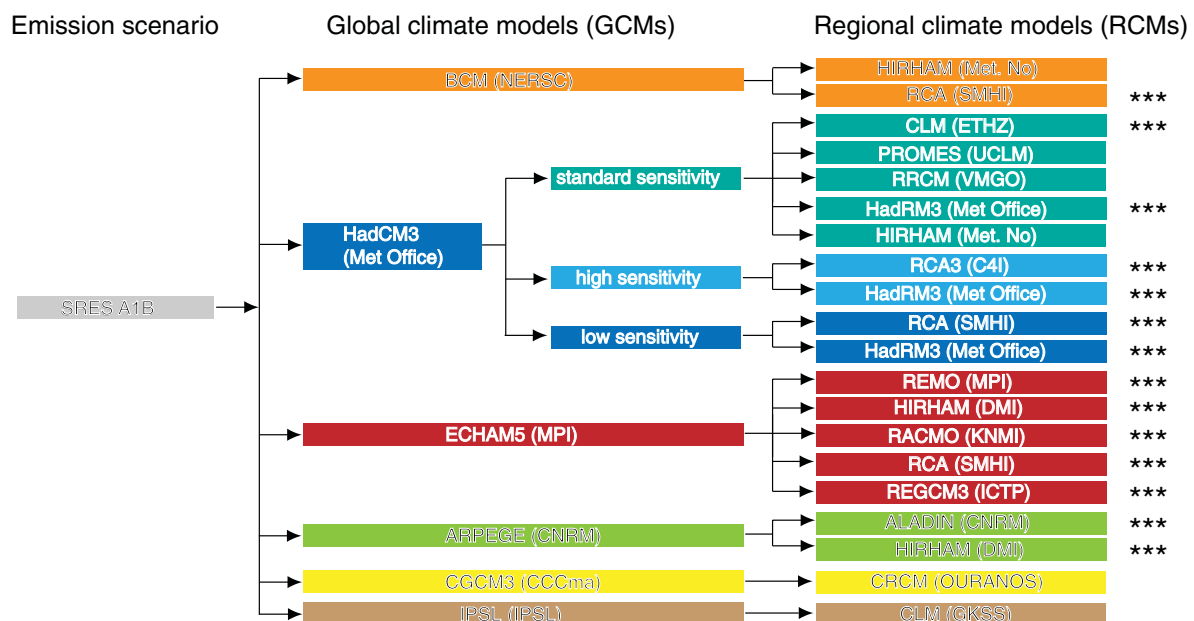 Emission scenario
Global climate models (GCMs)
Regional climate models (RCMs)
SRES A1B
BCM (NERSC)
HIRHAM (Met. No)
RCA (SMHI) ***
HadCM3
(Met Office)
standard sensitivity
CLM (ETHZ) ***
PROMES (UCLM)
RRCM (VMGO)
HadRM3 (Met Office) ***
HIRHAM (Met. No)
high sensitivity
RCA3 (C4I) ***
HadRM3 (Met Office) ***
low sensitivity
RCA (SMHI) ***
HadRM3 (Met Office) ***
ECHAM5 (MPI)
REMO (MPI) ***
HIRHAM (DMI) ***
RACMO (KNMI) ***
RCA (SMHI) ***
REGCM3 (ICTP) ***
ARPEGE (CNRM)
ALADIN (CNRM) ***
HIRHAM (DMI) ***
CGCM3 (CCCma)
CRCM (OURANOS)
IPSL (IPSL)
CLM (GKSS)